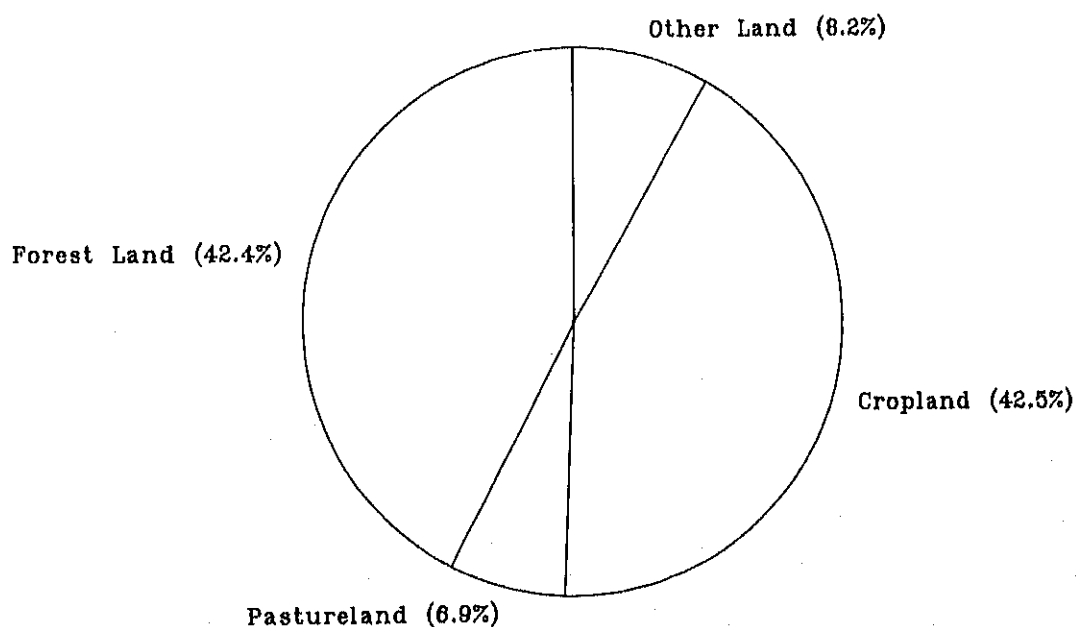 Other Land (8.2%)
Forest Land (42.4%)
Cropland (42.5%)
Pastureland (6.9%)